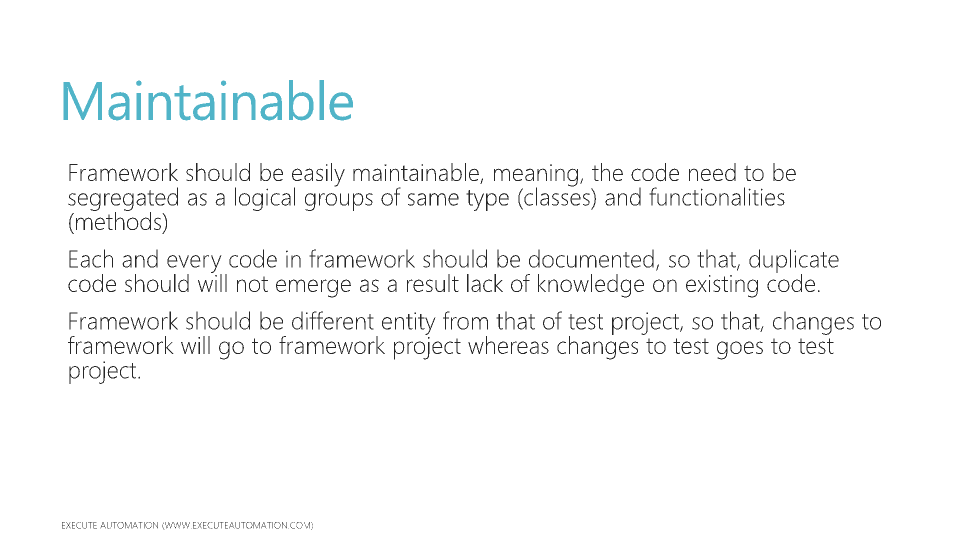 Maintainable
Framework should be easily maintainable, meaning, the code need to be
segregated as a logical groups of same type (classes) and functionalities
(methods)
Each and every code in framework should be documented, so that, duplicate
code should will not emerge as a result lack of knowledge on existing code.
Framework should be different entity from that of test project, so that, changes to
framework will go to framework project whereas changes to test goes to test
project.
EXECUTE AUTOMATION (WWW.EXECUTEAUTOMATION.COM)